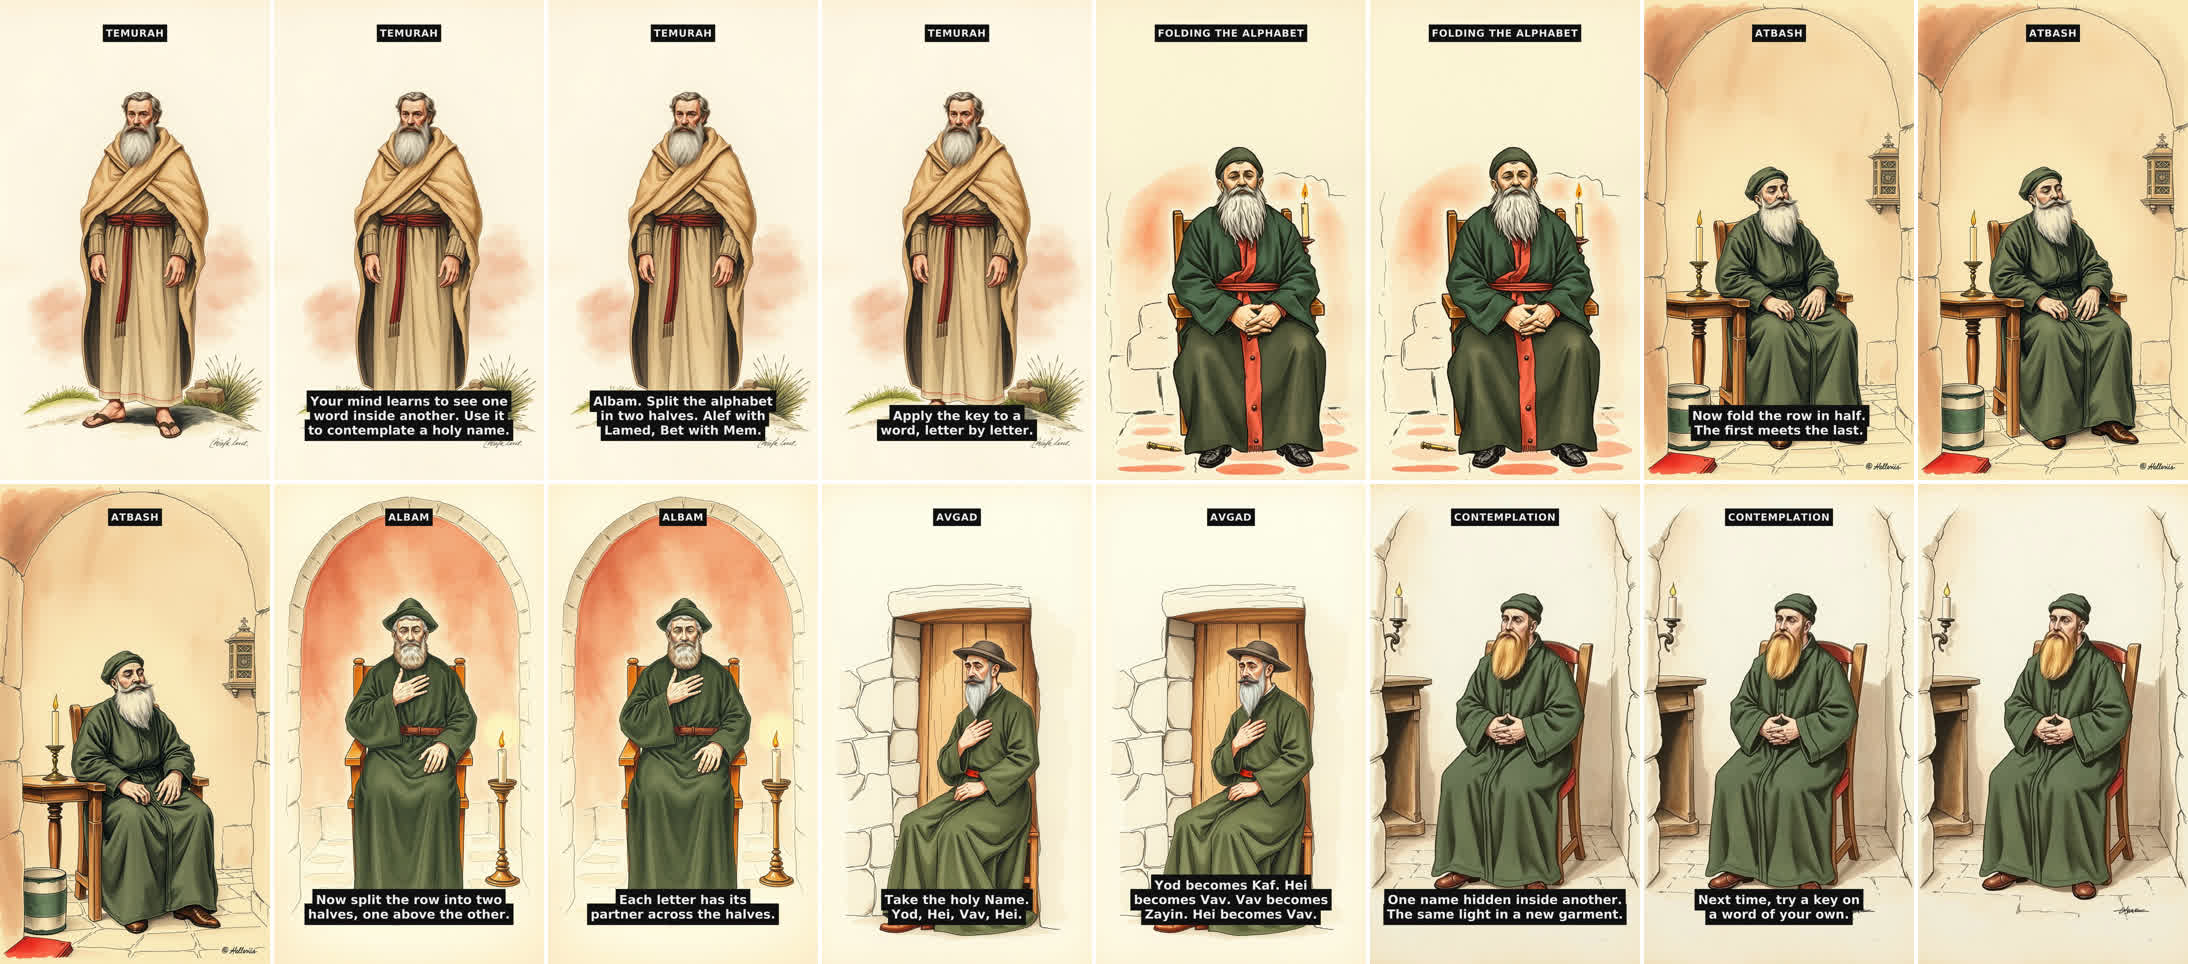 TEMURAH
TEMURAH
Your mind learns to see one
word inside another. Use it
to contemplate a holy name.
TEMURAH
Albam. Split the alphabet
in two halves. Alef with
Lamed, Bet with Mem.
TEMURAH
Apply the key to a
word, letter by letter.
FOLDING THE ALPHABET
FOLDING THE ALPHABET
ATBASH
Now fold the row in half.
The first meets the last.
ATBASH
ATBASH
ALBAM
Now split the row into two
halves, one above the other.
ALBAM
Each letter has its
partner across the halves.
AVGAD
Take the holy Name.
Yod, Hei, Vav, Hei.
AVGAD
Yod becomes Kaf. Hei
becomes Vav. Vav becomes
Zayin. Hei becomes Vav.
CONTEMPLATION
One name hidden inside another.
The same light in a new garment.
CONTEMPLATION
Next time, try a key on
a word of your own.